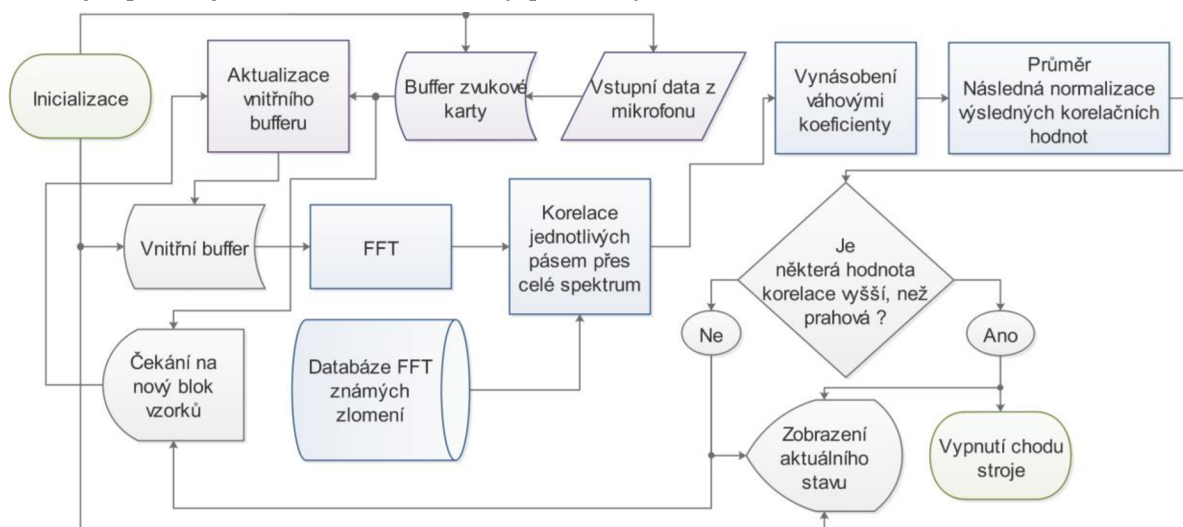 Inicializace
Aktualizace
vnitřního
bufferu
Buffer zvukové
karty
Vstupní data z
mikrofonu
Vynásobení
váhovými
koeficienty
Průměr
Následná normalizace
výsledných korelačních
hodnot
Vnitřní buffer
FFT
Korelace
jednotlivých
pásem přes
celé spektrum
Je
některá hodnota
korelace vyšší, než
prahová ?
Ne
Ano
Čekání na
nový blok
vzorků
Databáze FFT
známých
zlomení
Zobrazení
aktuálního
stavu
Vypnutí chodu
stroje